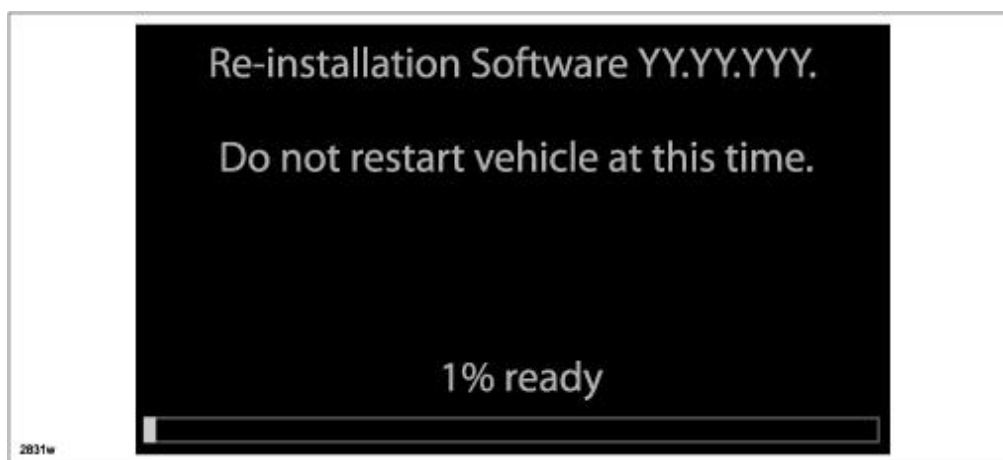 Re-installation Software YY.YY.YYY.
Do not restart vehicle at this time.
1% ready
2831w